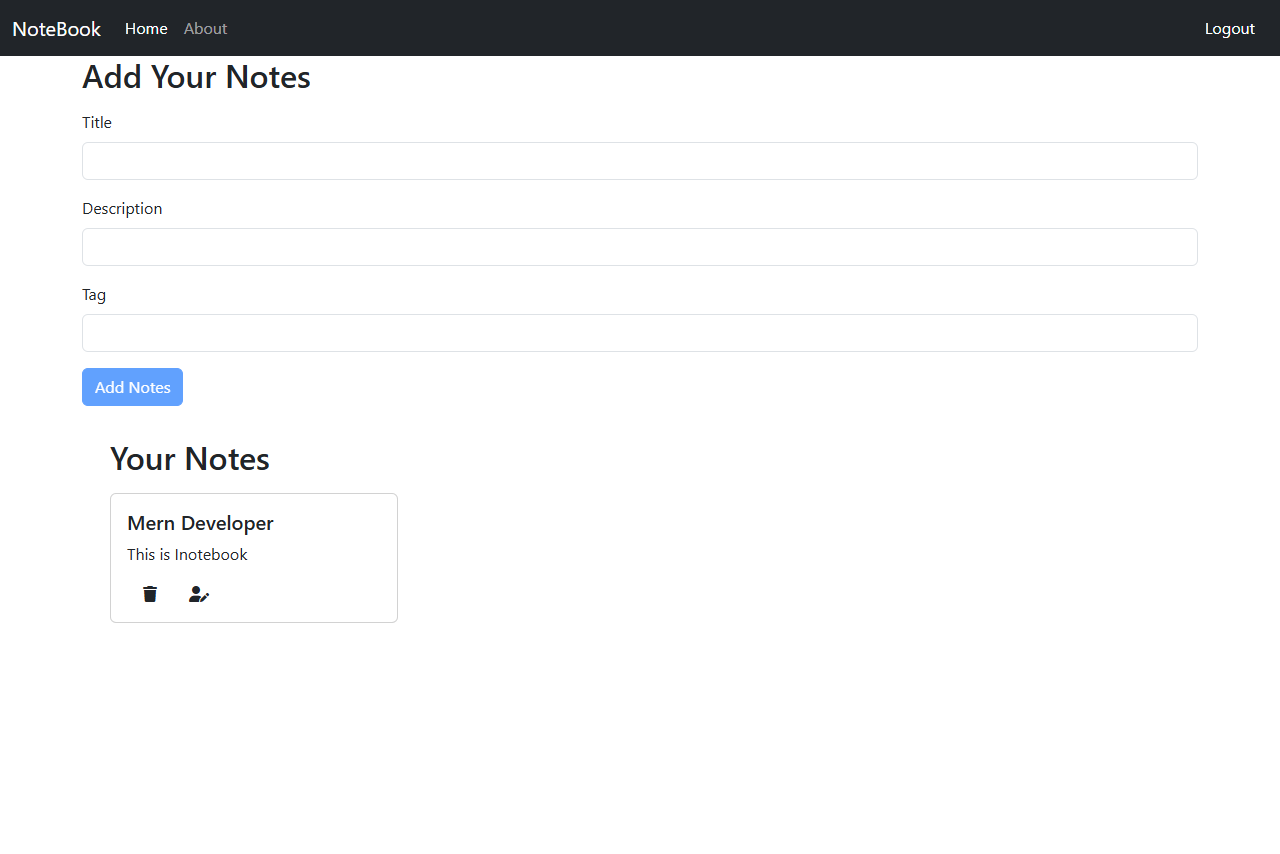 NoteBook Home About Logout
Add Your Notes
Title
Description
Tag
Add Notes
Your Notes
Mern Developer
This is Inotebook